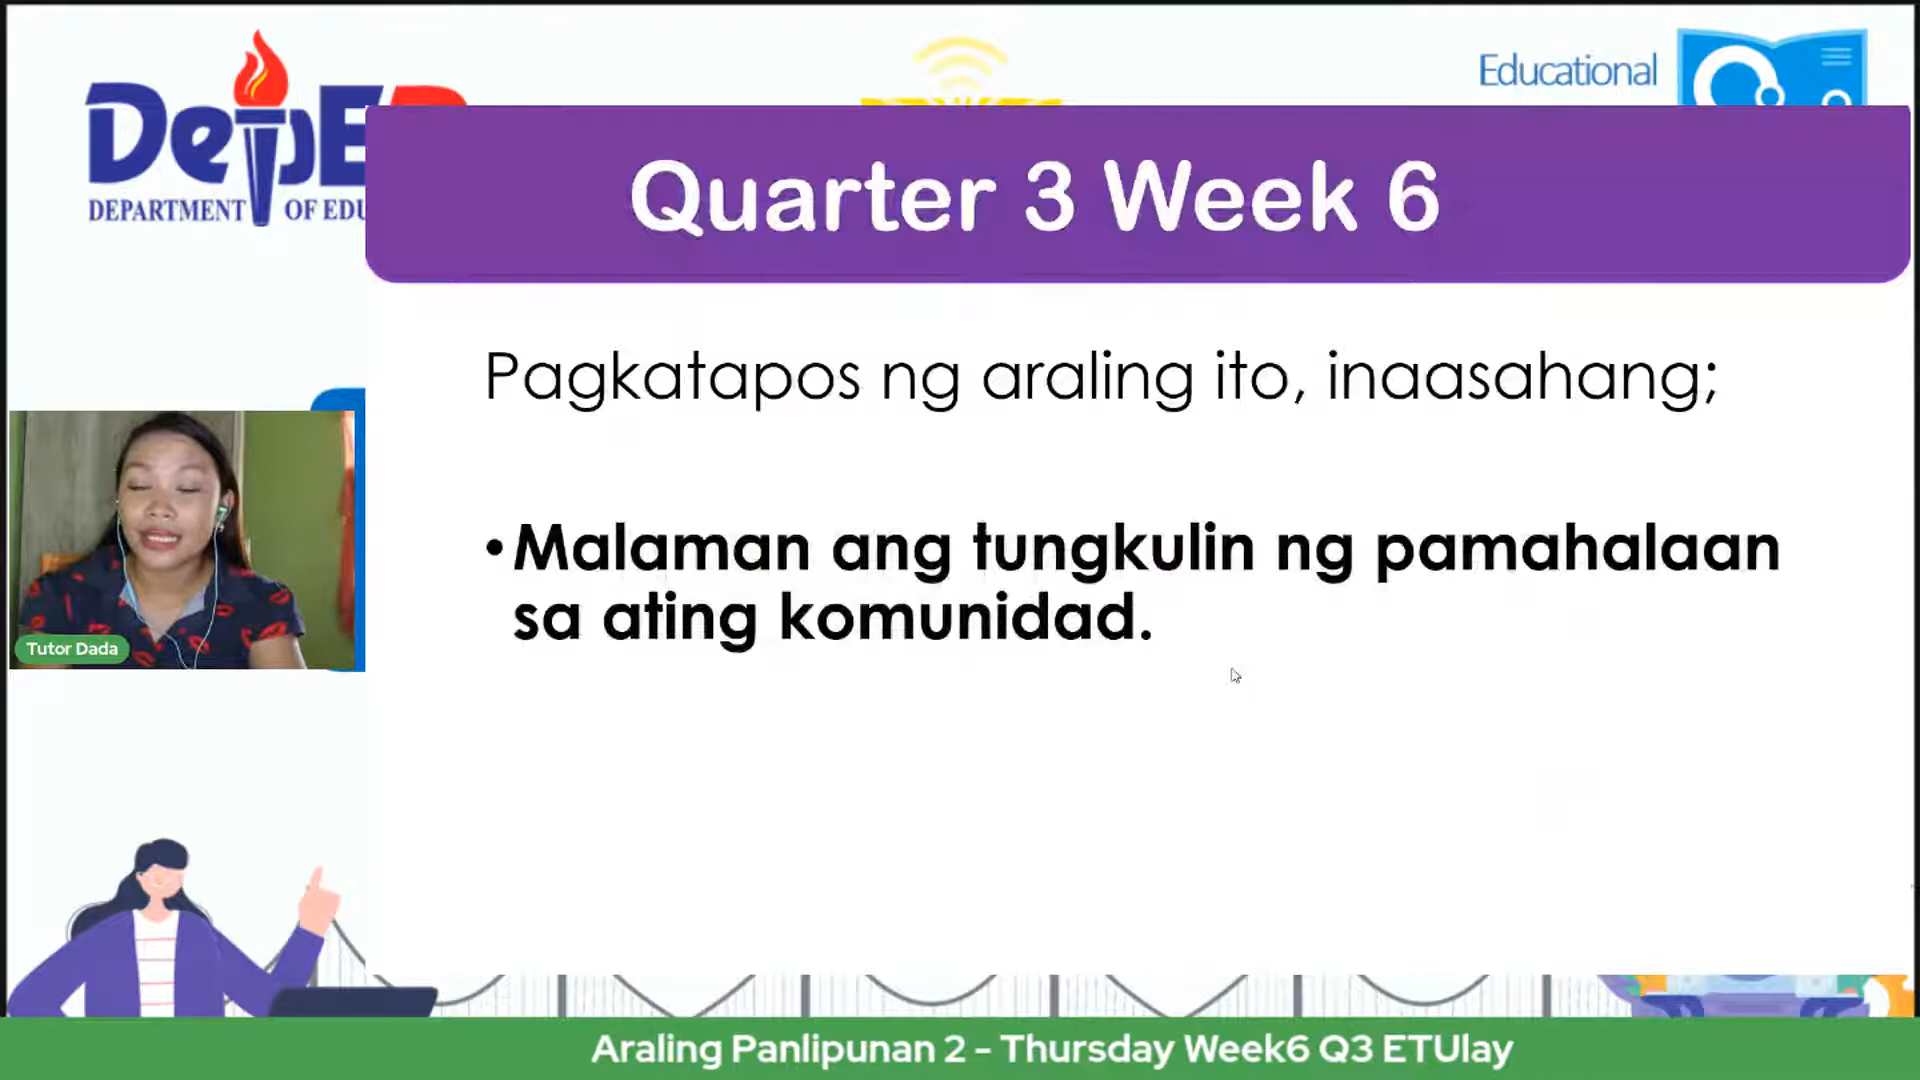 DepE
DEPARTMENT OF EDU
Educational
Quarter 3 Week 6
Pagkatapos ng araling ito, inaasahang;
•Malaman ang tungkulin ng pamahalaan
sa ating komunidad.
Tutor Dada
Araling Panlipunan 2 - Thursday Week6 Q3 ETUlay